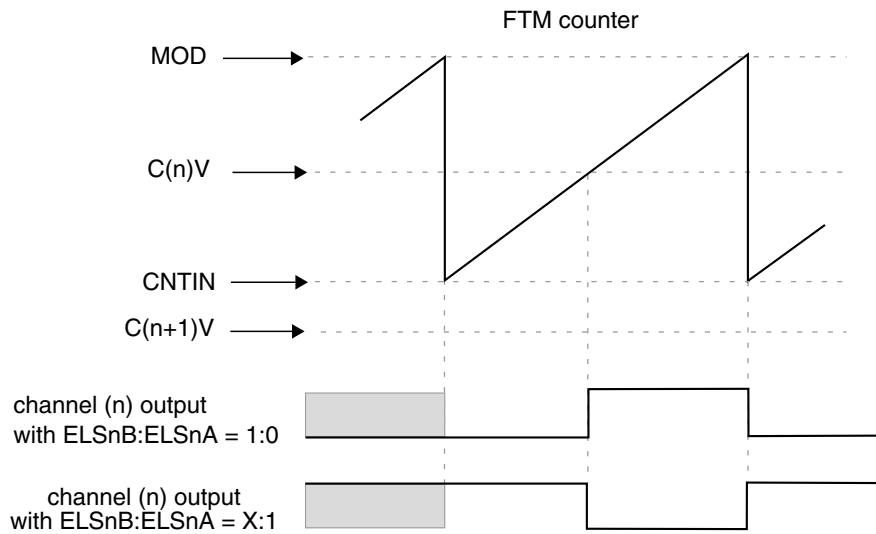 FTM counter
MOD
C(n)V
CNTIN
C(n+1)V
channel (n) output
with ELSnB:ELSnA = 1:0
channel (n) output
with ELSnB:ELSnA = X:1